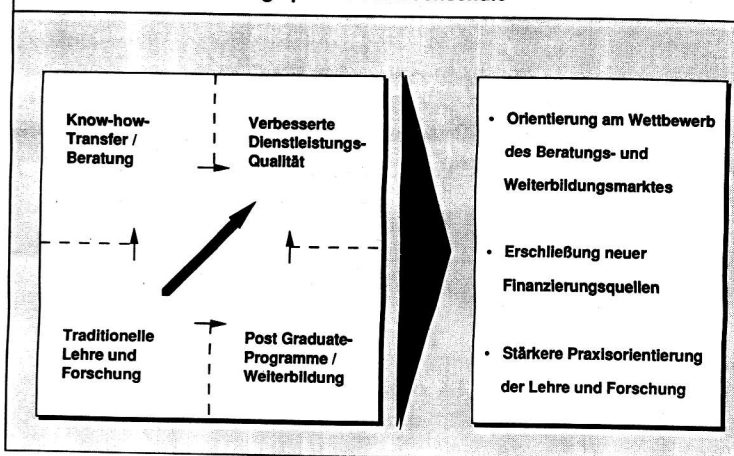 Know-how-
Transfer /
Beratung
Verbesserte
Dienstleistungs-
Qualität
Traditionelle
Lehre und
Forschung
Post Graduate-
Programme /
Weiterbildung
• Orientierung am Wettbewerb
des Beratungs- und
Weiterbildungsmarktes
• Erschließung neuer
Finanzierungsquellen
• Stärkere Praxisorientierung
der Lehre und Forschung